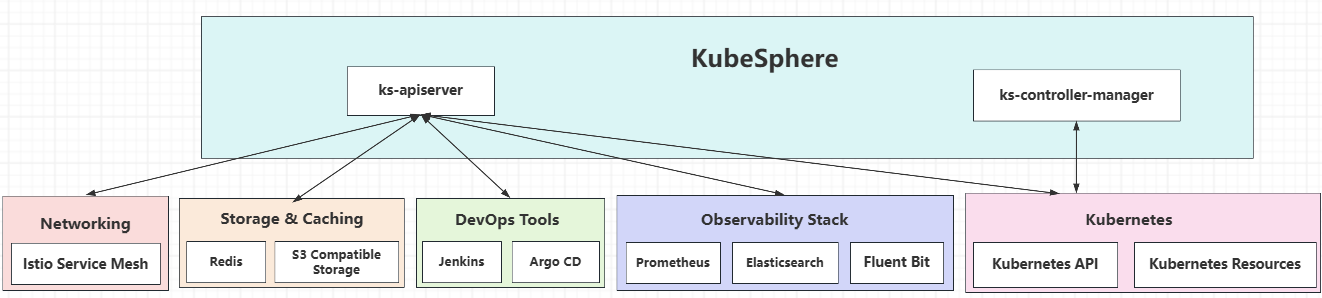 KubeSphere
ks-apiserver
ks-controller-manager
Networking
Istio Service Mesh
Storage & Caching
Redis
S3 Compatible
Storage
DevOps Tools
Jenkins
Argo CD
Observability Stack
Prometheus
Elasticsearch
Fluent Bit
Kubernetes
Kubernetes API
Kubernetes Resources